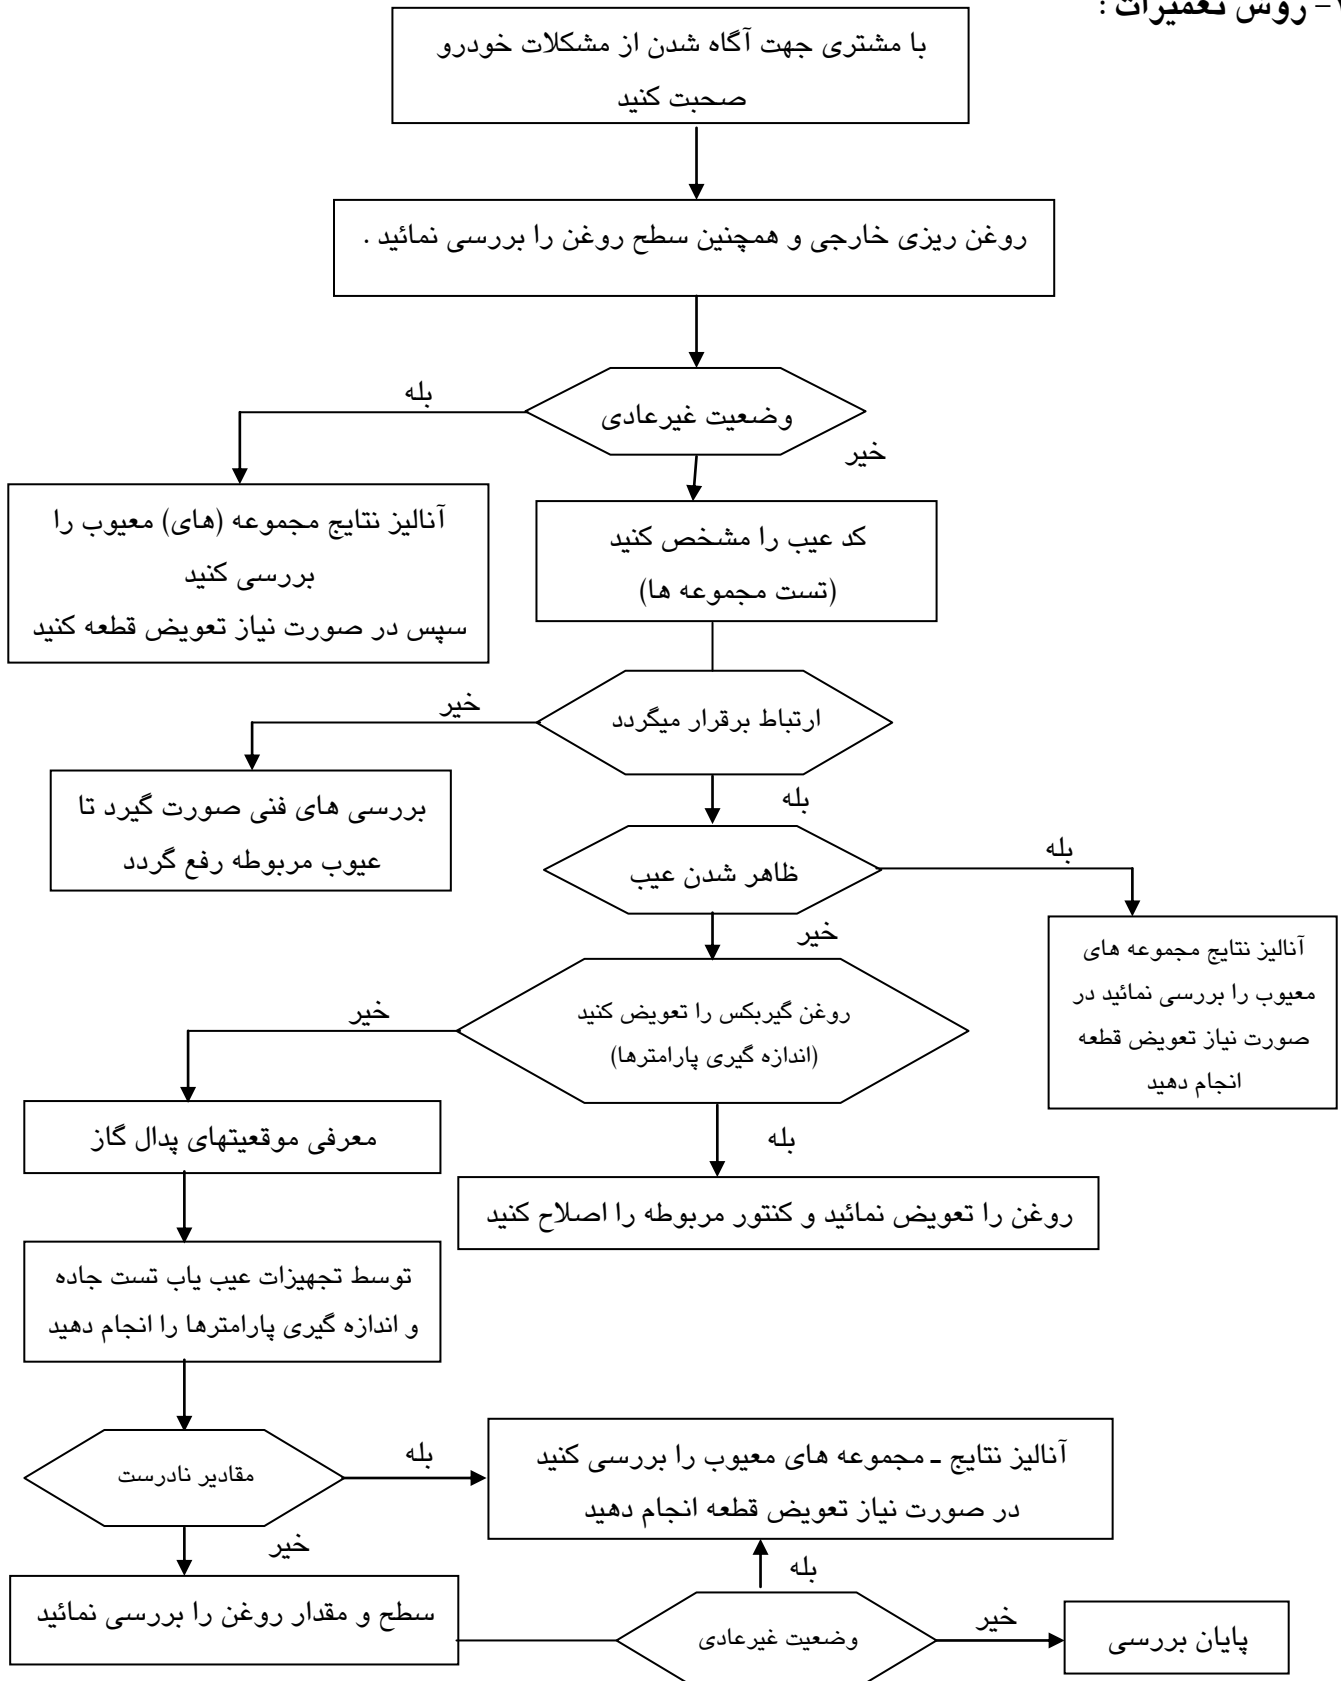 ۱- روش تعمیرات :
با مشتری جهت آگاه شدن از مشکلات خودرو
صحبت کنید
روغن ریزی خارجی و همچنین سطح روغن را بررسی نمائید .
وضعیت غیرعادی
بله
خیر
آنالیز نتایج مجموعه (های) معیوب را
بررسی کنید
سپس در صورت نیاز تعویض قطعه کنید
کد عیب را مشخص کنید
(تست مجموعه ها)
ارتباط برقرار میگردد
خیر
بله
بررسی های فنی صورت گیرد تا
عیوب مربوطه رفع گردد
ظاهر شدن عیب
بله
خیر
آنالیز نتایج مجموعه های
معیوب را بررسی نمائید در
صورت نیاز تعویض قطعه
انجام دهید
روغن گیربکس را تعویض کنید
(اندازه گیری پارامترها)
خیر
بله
معرفی موقعیتهای پدال گاز
روغن را تعویض نمائید و کنتور مربوطه را اصلاح کنید
توسط تجهیزات عیب یاب تست جاده
و اندازه گیری پارامترها را انجام دهید
مقادیر نادرست
بله
خیر
آنالیز نتایج ـ مجموعه های معیوب را بررسی کنید
در صورت نیاز تعویض قطعه انجام دهید
سطح و مقدار روغن را بررسی نمائید
بله
وضعیت غیرعادی
خیر
پایان بررسی